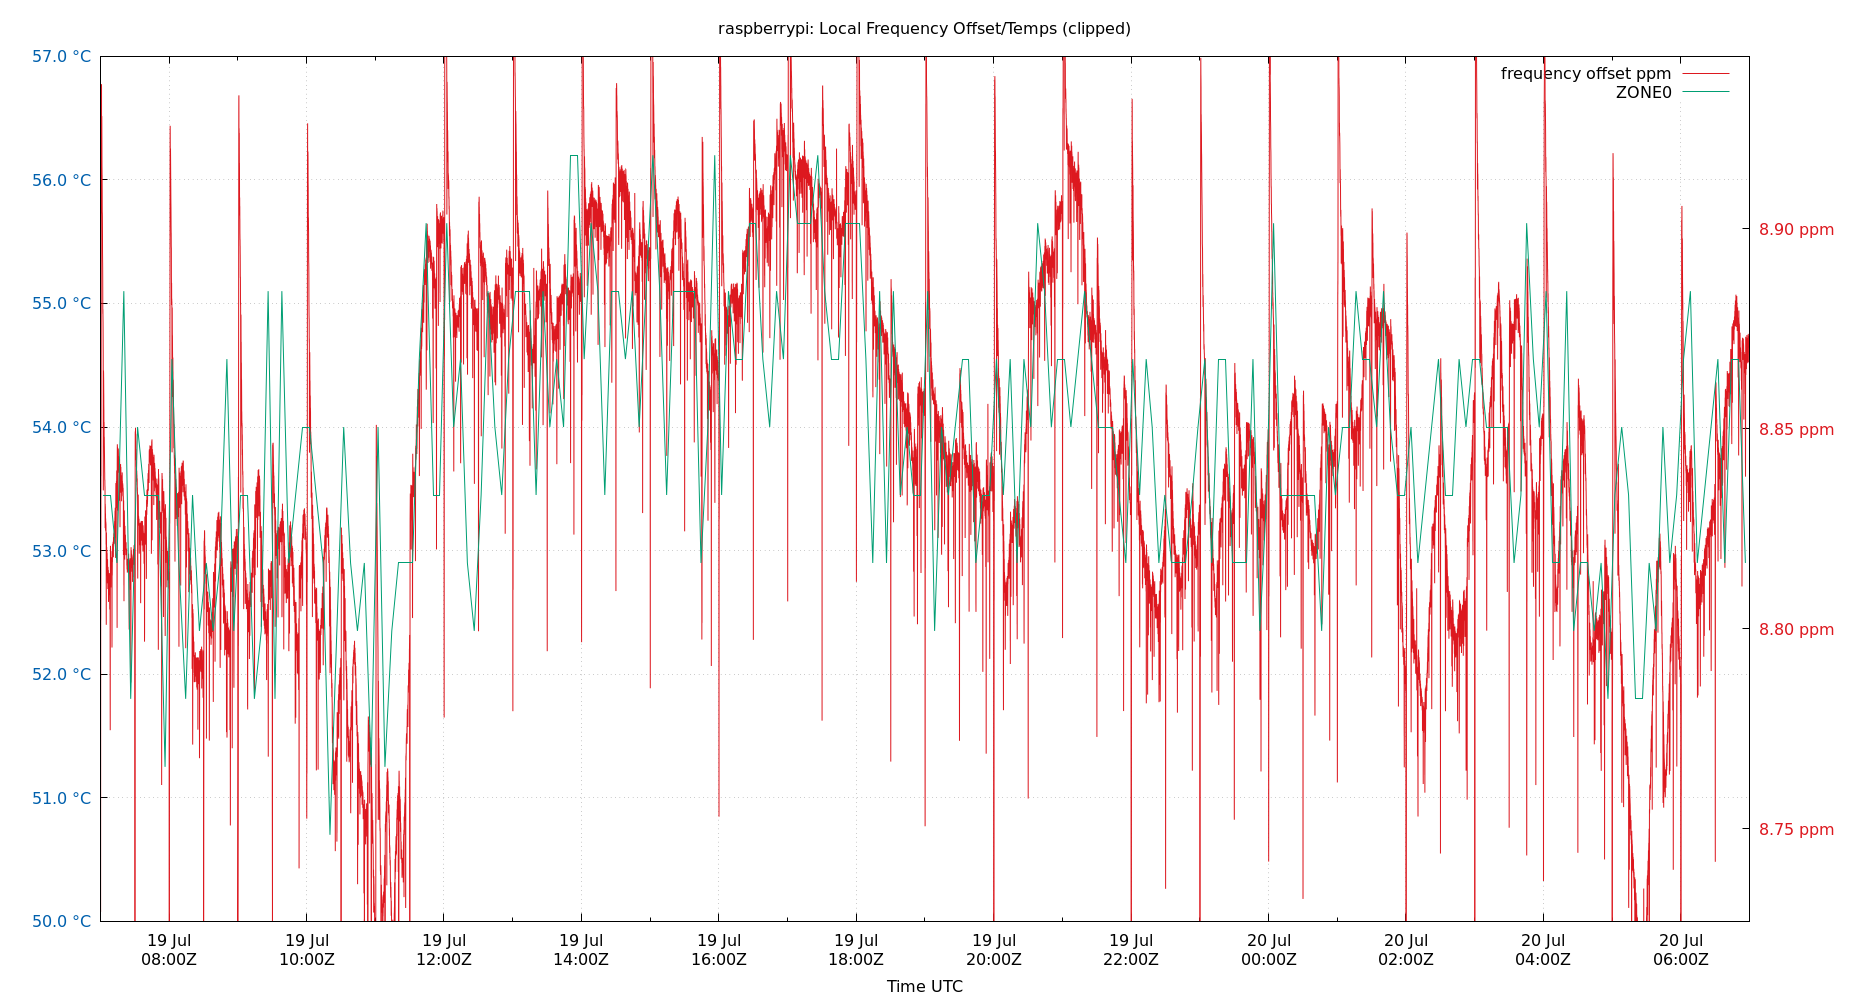 raspberrypi: Local Frequency Offset/Temps (clipped)
frequency offset ppm
ZONE0
57.0 °C
56.0 °C
55.0 °C
54.0 °C
53.0 °C
52.0 °C
51.0 °C
50.0 °C
8.90 ppm
8.85 ppm
8.80 ppm
8.75 ppm
19 Jul 19 Jul 19 Jul 19 Jul 19 Jul 19 Jul 19 Jul 19 Jul 20 Jul 20 Jul 20 Jul 20 Jul
08:00Z 10:00Z 12:00Z 14:00Z 16:00Z 18:00Z 20:00Z 22:00Z 00:00Z 02:00Z 04:00Z 06:00Z
Time UTC